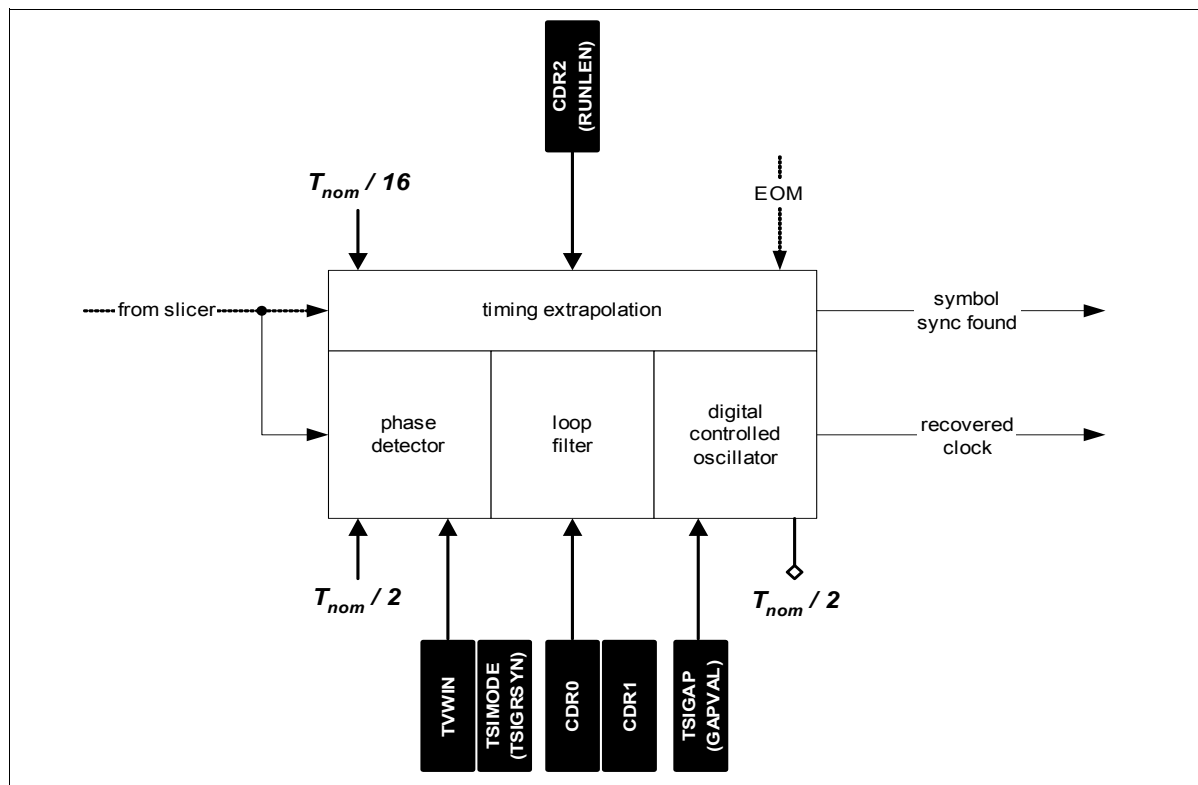 CDR2
(RUNLEN)
T_nom / 16
EOM
from slicer
timing extrapolation
symbol
sync found
phase
detector
loop
filter
digital
controlled
oscillator
recovered
clock
T_nom / 2
T_nom / 2
TVWIN
TSIMODE
(TSIGRSYN)
CDR0
CDR1
TSIGAP
(GAPVAL)